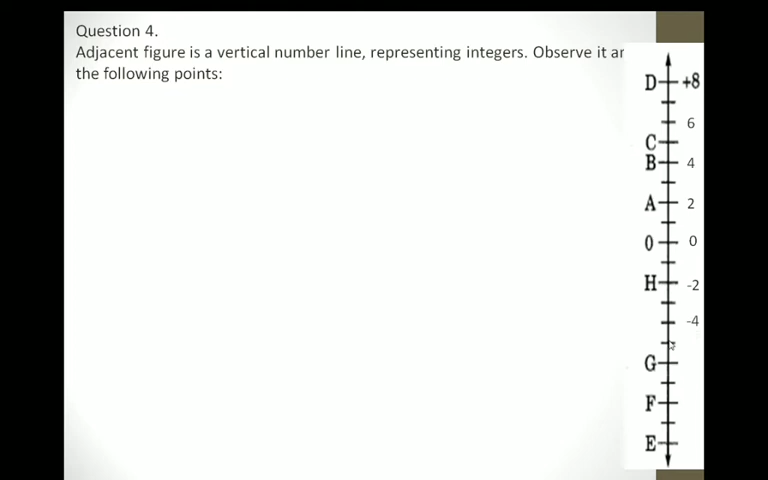 Question 4.
Adjacent figure is a vertical number line, representing integers. Observe it
the following points:
D +8
6
C
B 4
A 2
0 0
H -2
-4
G
F
E